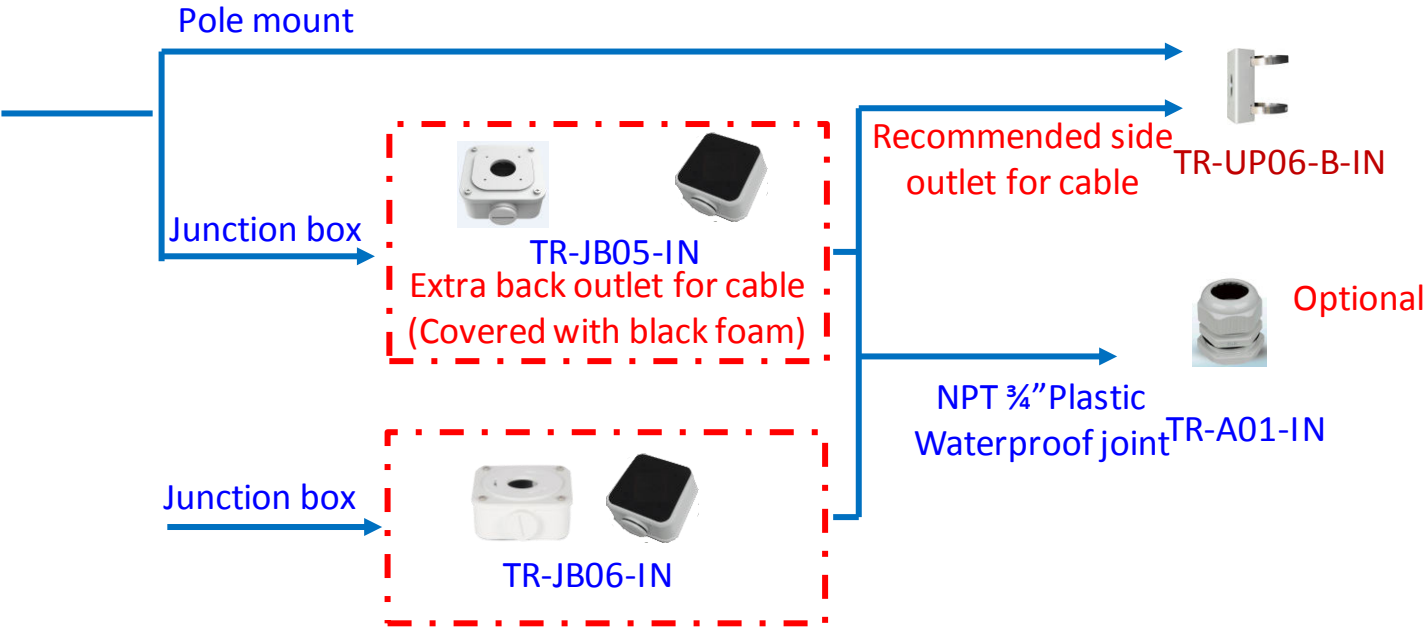 Pole mount
Recommended side
outlet for cable
TR-UP06-B-IN
Junction box
TR-JB05-IN
Extra back outlet for cable
(Covered with black foam)
Optional
NPT ¾”Plastic
Waterproof joint
TR-A01-IN
Junction box
TR-JB06-IN